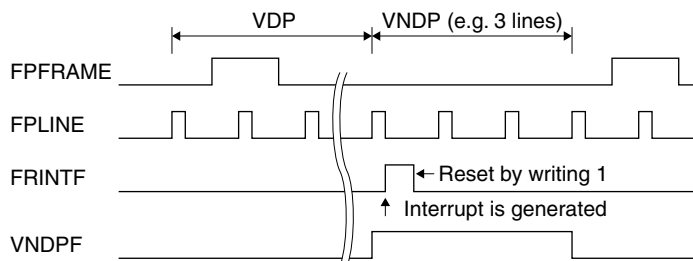 VDP VNDP (e.g. 3 lines)
FPFRAME
FPLINE
FRINTF
Reset by writing 1
Interrupt is generated
VNDPF